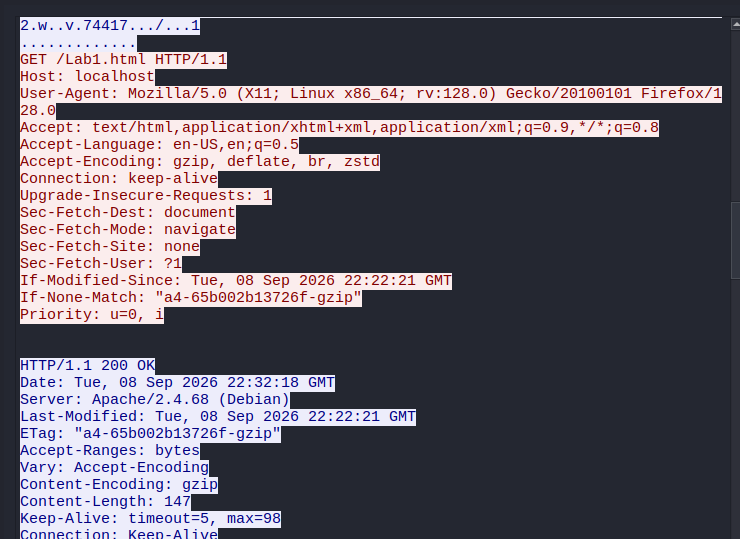 2.w..v.74417.../...1
.............
GET /Lab1.html HTTP/1.1
Host: localhost
User-Agent: Mozilla/5.0 (X11; Linux x86_64; rv:128.0) Gecko/20100101 Firefox/1
28.0
Accept: text/html,application/xhtml+xml,application/xml;q=0.9,*/*;q=0.8
Accept-Language: en-US,en;q=0.5
Accept-Encoding: gzip, deflate, br, zstd
Connection: keep-alive
Upgrade-Insecure-Requests: 1
Sec-Fetch-Dest: document
Sec-Fetch-Mode: navigate
Sec-Fetch-Site: none
Sec-Fetch-User: ?1
If-Modified-Since: Tue, 08 Sep 2026 22:22:21 GMT
If-None-Match: "a4-65b002b13726f-gzip"
Priority: u=0, i
HTTP/1.1 200 OK
Date: Tue, 08 Sep 2026 22:32:18 GMT
Server: Apache/2.4.68 (Debian)
Last-Modified: Tue, 08 Sep 2026 22:22:21 GMT
ETag: "a4-65b002b13726f-gzip"
Accept-Ranges: bytes
Vary: Accept-Encoding
Content-Encoding: gzip
Content-Length: 147
Keep-Alive: timeout=5, max=98
Connection: Keep-Alive